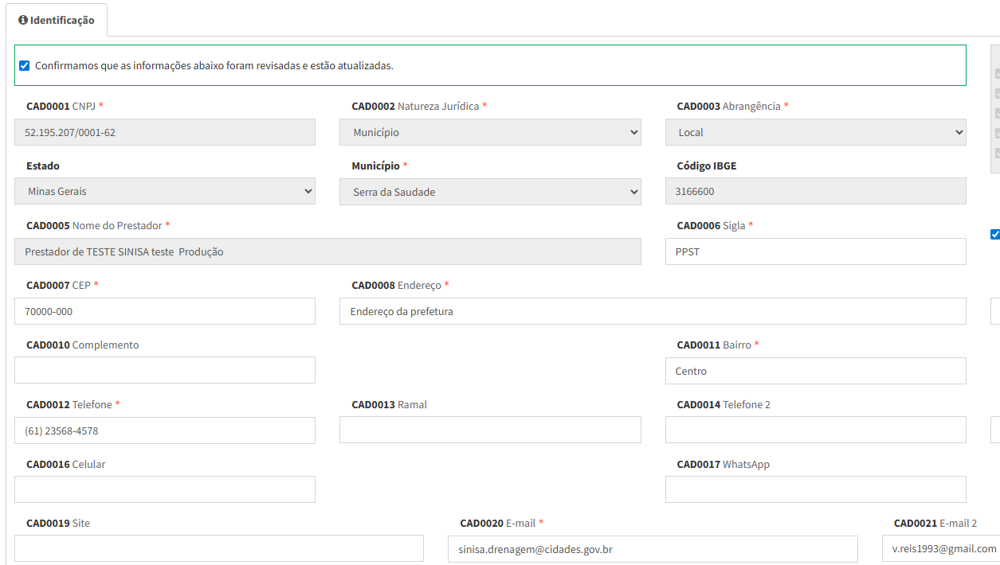 Identificação
Confirmamos que as informações abaixo foram revisadas e estão atualizadas.
CAD0001 CNPJ * CAD0002 Natureza Jurídica * CAD0003 Abrangência *
52.195.207/0001-62 Município Local
Estado Município * Código IBGE
Minas Gerais Serra da Saudade 3166600
CAD0005 Nome do Prestador * CAD0006 Sigla *
Prestador de TESTE SINISA teste Produção PPST
CAD0007 CEP * CAD0008 Endereço *
70000-000 Endereço da prefetura
CAD0010 Complemento CAD0011 Bairro *
Centro
CAD0012 Telefone * CAD0013 Ramal CAD0014 Telefone 2
(61) 23568-4578
CAD0016 Celular CAD0017 WhatsApp
CAD0019 Site CAD0020 E-mail * CAD0021 E-mail 2
sinisa.drenagem@cidades.gov.br v.reis1993@gmail.com